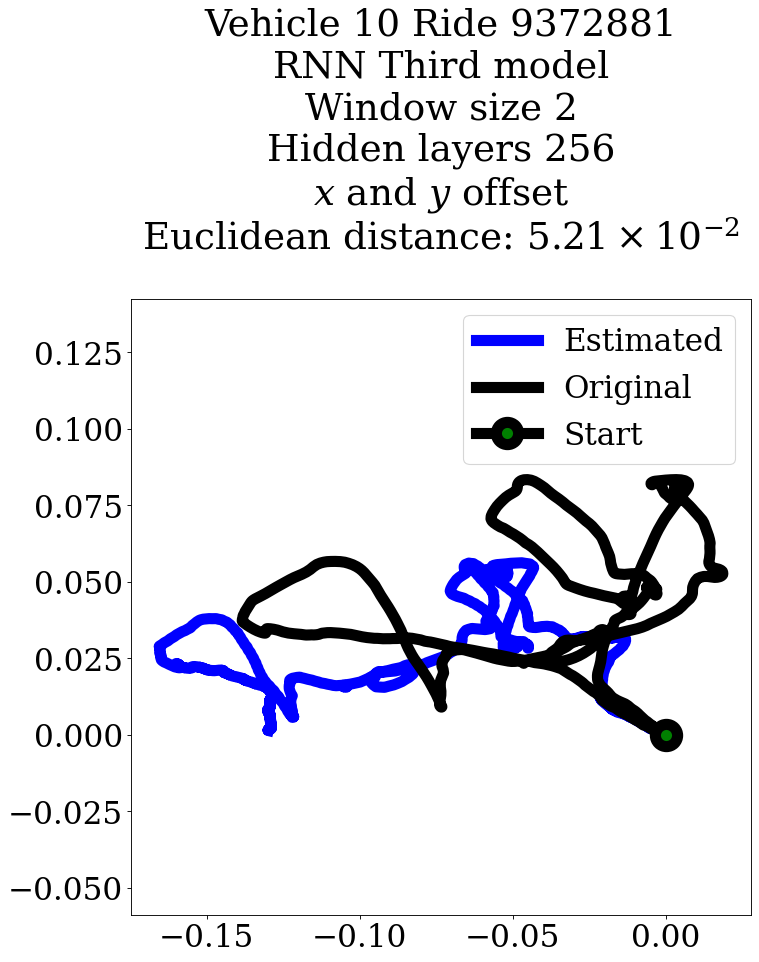 Vehicle 10 Ride 9372881
RNN Third model
Window size 2
Hidden layers 256
x and y offset
Euclidean distance: 5.21 × 10⁻²
Estimated
Original
Start
0.125
0.100
0.075
0.050
0.025
0.000
−0.025
−0.050
−0.15 −0.10 −0.05 0.00